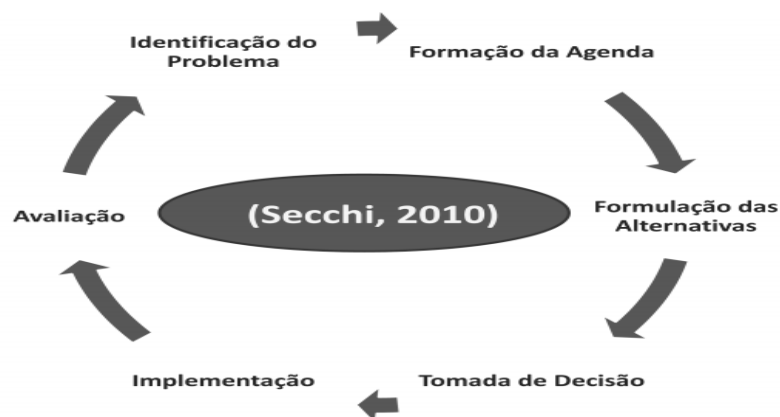 Identificação do
Problema
Formação da Agenda
Formulação das
Alternativas
Tomada de Decisão
Implementação
Avaliação
(Secchi, 2010)